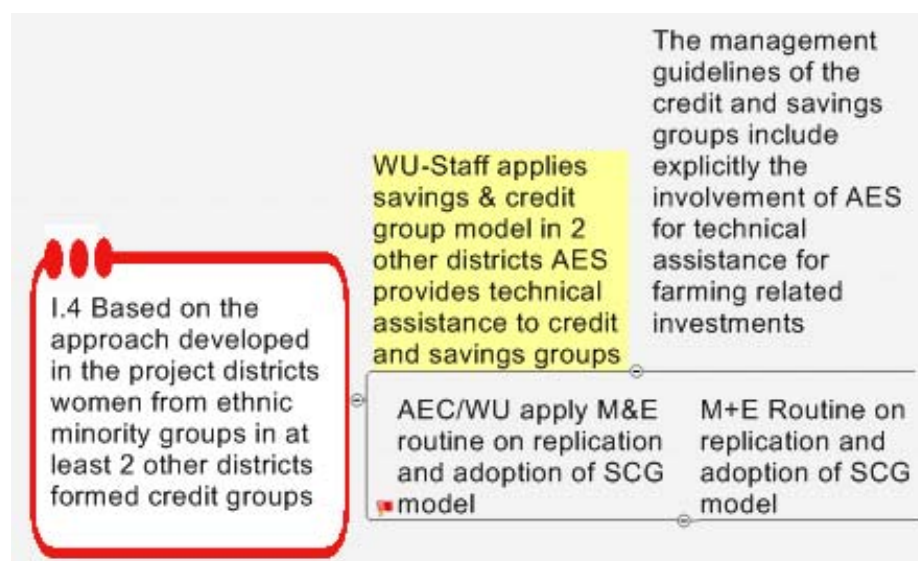 I.4 Based on the
approach developed
in the project districts
women from ethnic
minority groups in at
least 2 other districts
formed credit groups
WU-Staff applies
savings & credit
group model in 2
other districts AES
provides technical
assistance to credit
and savings groups
The management
guidelines of the
credit and savings
groups include
explicitly the
involvement of AES
for technical
assistance for
farming related
investments
AEC/WU apply M&E
routine on replication
and adoption of SCG
model
M+E Routine on
replication and
adoption of SCG
model